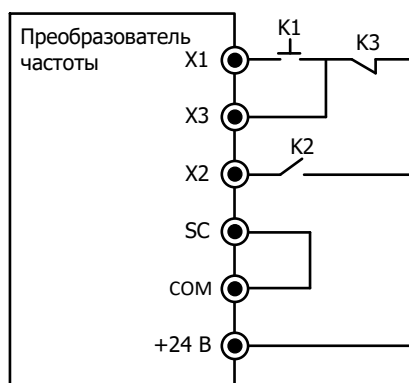 Преобразователь
частоты
K1
K3
X1
X3
K2
X2
SC
COM
+24 В